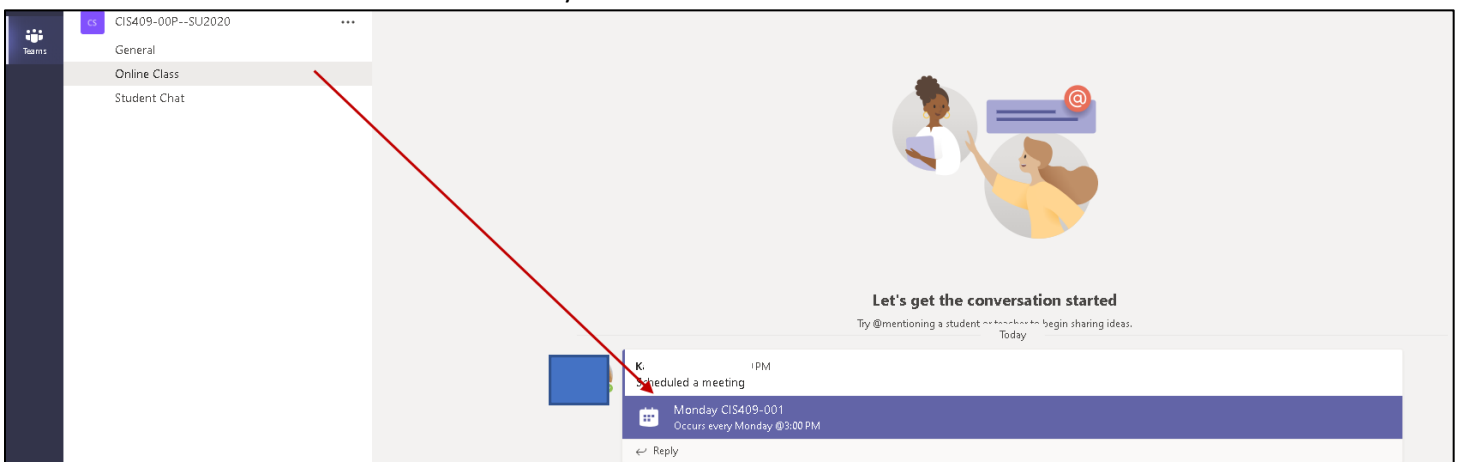 Teams
CS CIS409-00P--SU2020 ...
General
Online Class
Student Chat
@
Let's get the conversation started
Try @mentioning a student or teacher to begin sharing ideas.
Today
K. PM
Scheduled a meeting
Monday CIS409-001
Occurs every Monday @3:00 PM
Reply